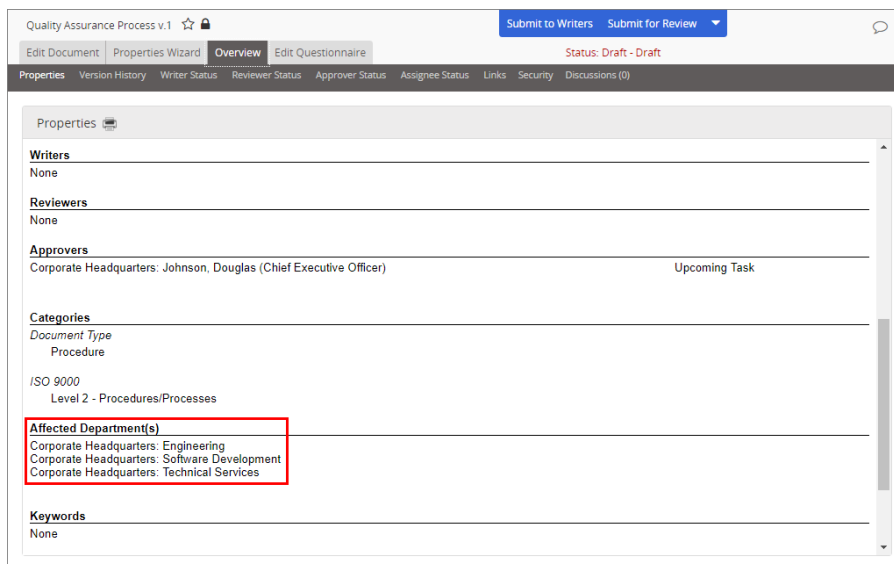 Quality Assurance Process v.1
Submit to Writers Submit for Review
Edit Document Properties Wizard Overview Edit Questionnaire
Status: Draft - Draft
Properties Version History Writer Status Reviewer Status Approver Status Assignee Status Links Security Discussions (0)
Properties
Writers
None
Reviewers
None
Approvers
Corporate Headquarters: Johnson, Douglas (Chief Executive Officer) Upcoming Task
Categories
Document Type
Procedure
ISO 9000
Level 2 - Procedures/Processes
Affected Department(s)
Corporate Headquarters: Engineering
Corporate Headquarters: Software Development
Corporate Headquarters: Technical Services
Keywords
None